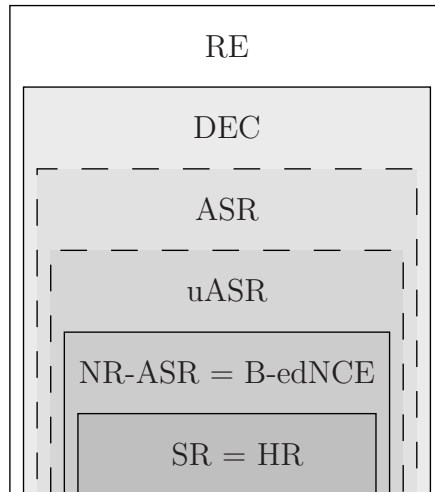 RE
DEC
ASR
uASR
NR-ASR = B-edNCE
SR = HR